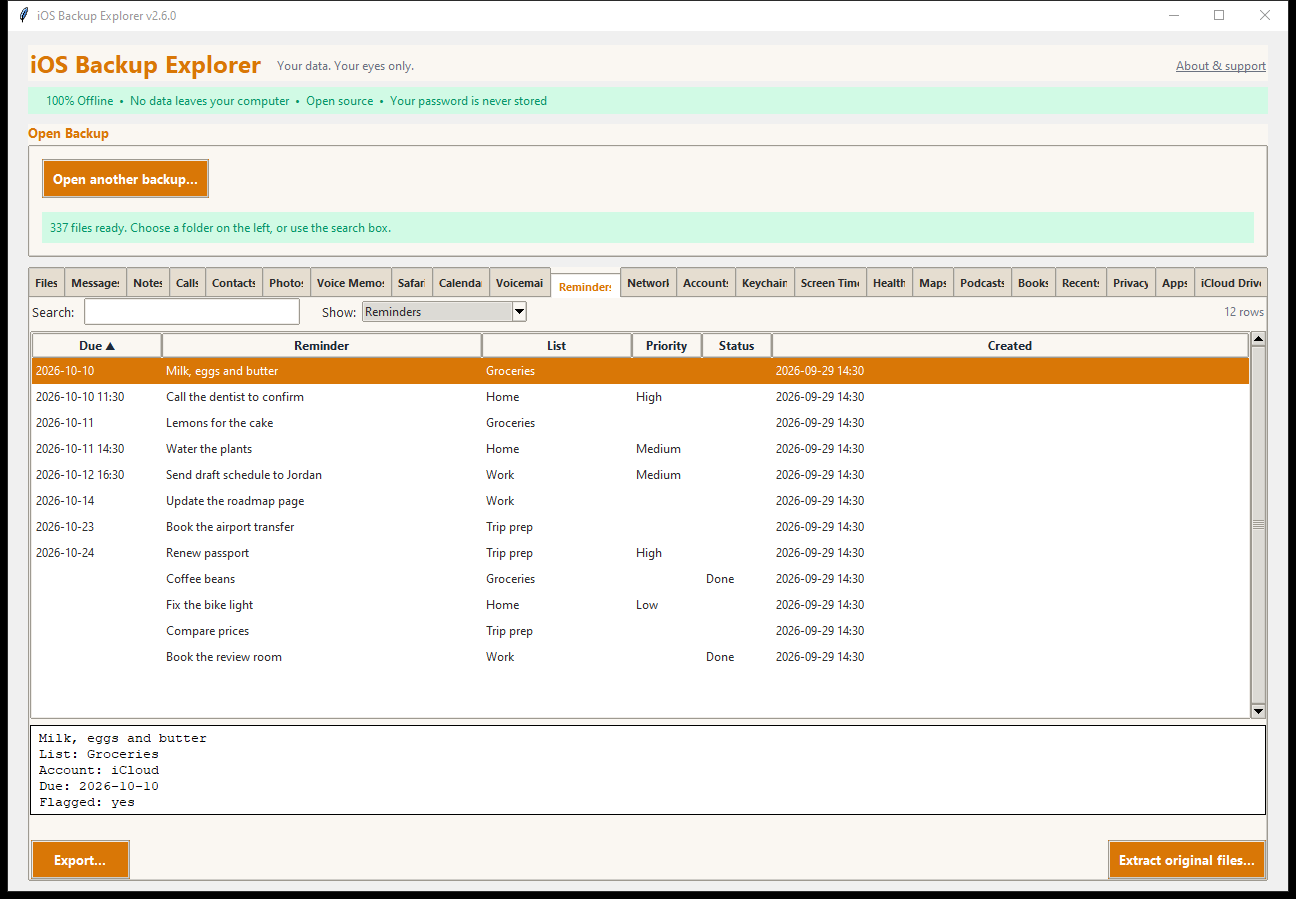 iOS Backup Explorer v2.6.0
iOS Backup Explorer Your data. Your eyes only. About & support
100% Offline • No data leaves your computer • Open source • Your password is never stored
Open Backup
Open another backup...
337 files ready. Choose a folder on the left, or use the search box.
Files Messages Notes Calls Contacts Photos Voice Memos Safari Calenda Voicemai Reminders Network Accounts Keychain Screen Time Health Maps Podcasts Books Recents Privacy Apps iCloud Drive
Search: Show: Reminders 12 rows
Due ▲ Reminder List Priority Status Created
2026-10-10 Milk, eggs and butter Groceries 2026-09-29 14:30
2026-10-10 11:30 Call the dentist to confirm Home High 2026-09-29 14:30
2026-10-11 Lemons for the cake Groceries 2026-09-29 14:30
2026-10-11 14:30 Water the plants Home Medium 2026-09-29 14:30
2026-10-12 16:30 Send draft schedule to Jordan Work Medium 2026-09-29 14:30
2026-10-14 Update the roadmap page Work 2026-09-29 14:30
2026-10-23 Book the airport transfer Trip prep 2026-09-29 14:30
2026-10-24 Renew passport Trip prep High 2026-09-29 14:30
Coffee beans Groceries Done 2026-09-29 14:30
Fix the bike light Home Low 2026-09-29 14:30
Compare prices Trip prep 2026-09-29 14:30
Book the review room Work Done 2026-09-29 14:30
Milk, eggs and butter
List: Groceries
Account: iCloud
Due: 2026-10-10
Flagged: yes
Export... Extract original files...